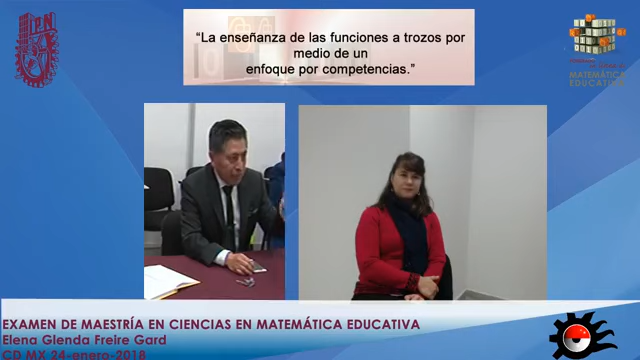 “La enseñanza de las funciones a trozos por
medio de un
enfoque por competencias.”
MATEMÁTICA
EDUCATIVA
EXAMEN DE MAESTRÍA EN CIENCIAS EN MATEMÁTICA EDUCATIVA
Elena Glenda Freire Gard
CD MX 24-enero-2018